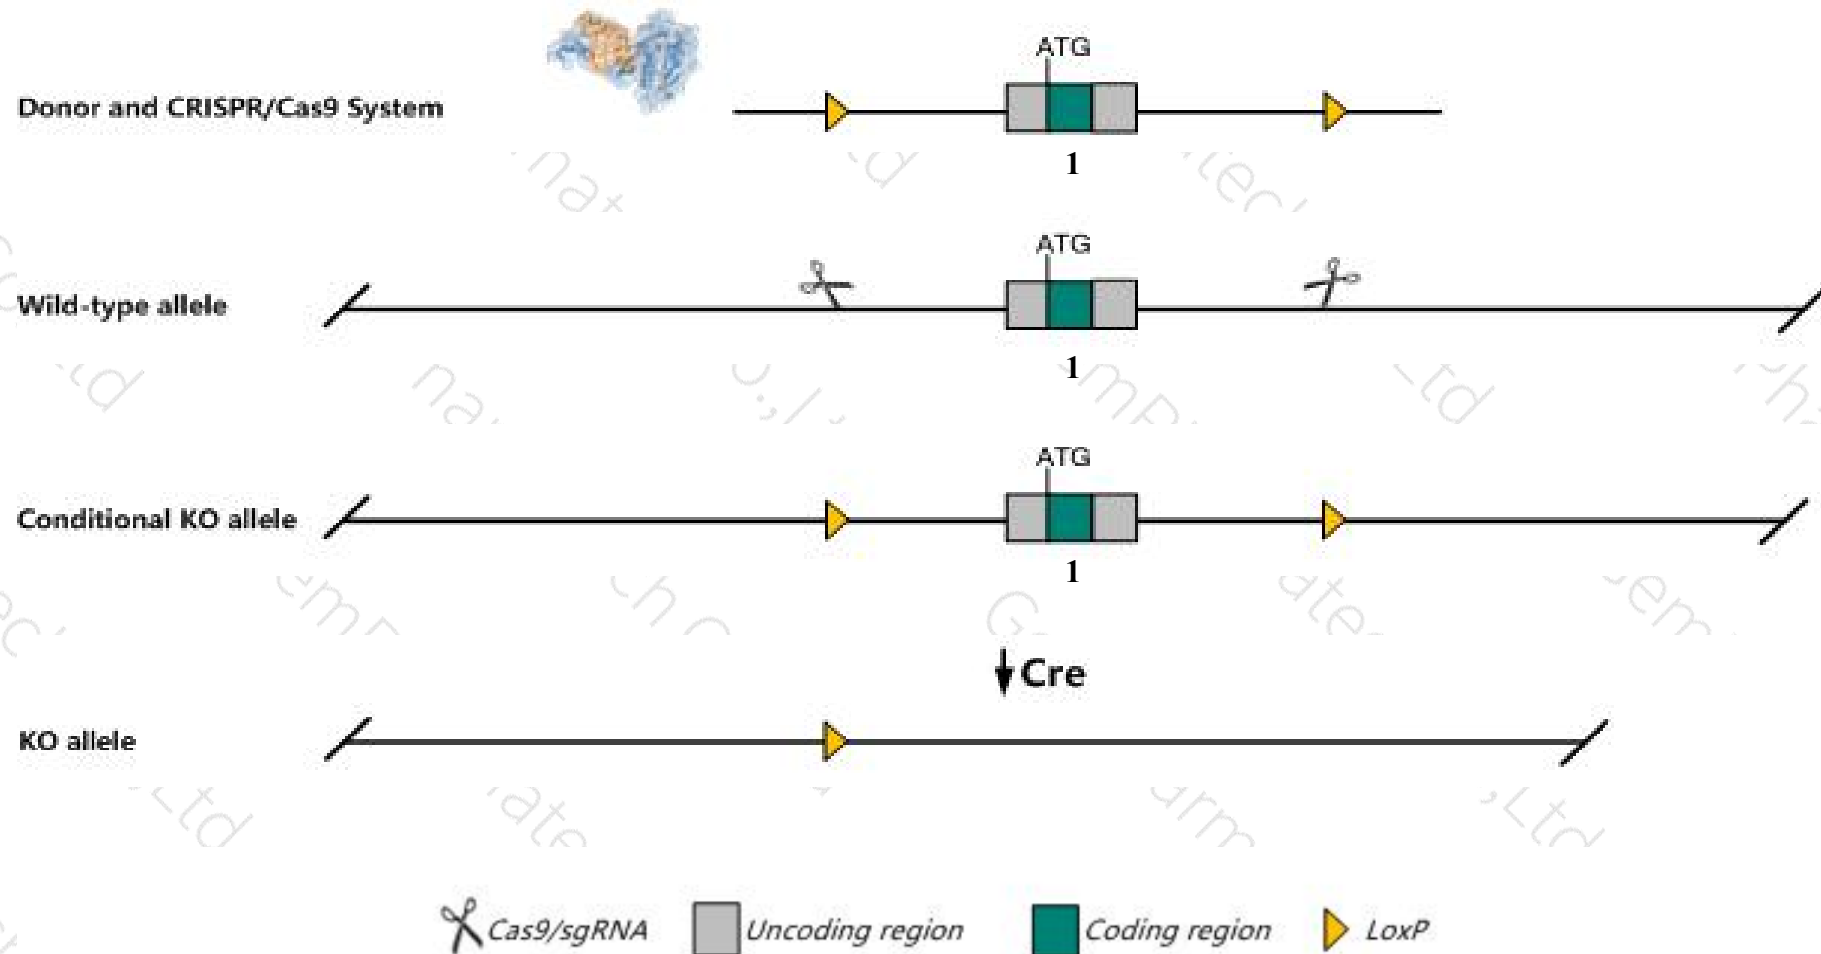 ATG
Donor and CRISPR/Cas9 System
1
ATG
Wild-type allele
1
ATG
Conditional KO allele
1
Cre
KO allele
Cas9/sgRNA
Uncoding region
Coding region
LoxP